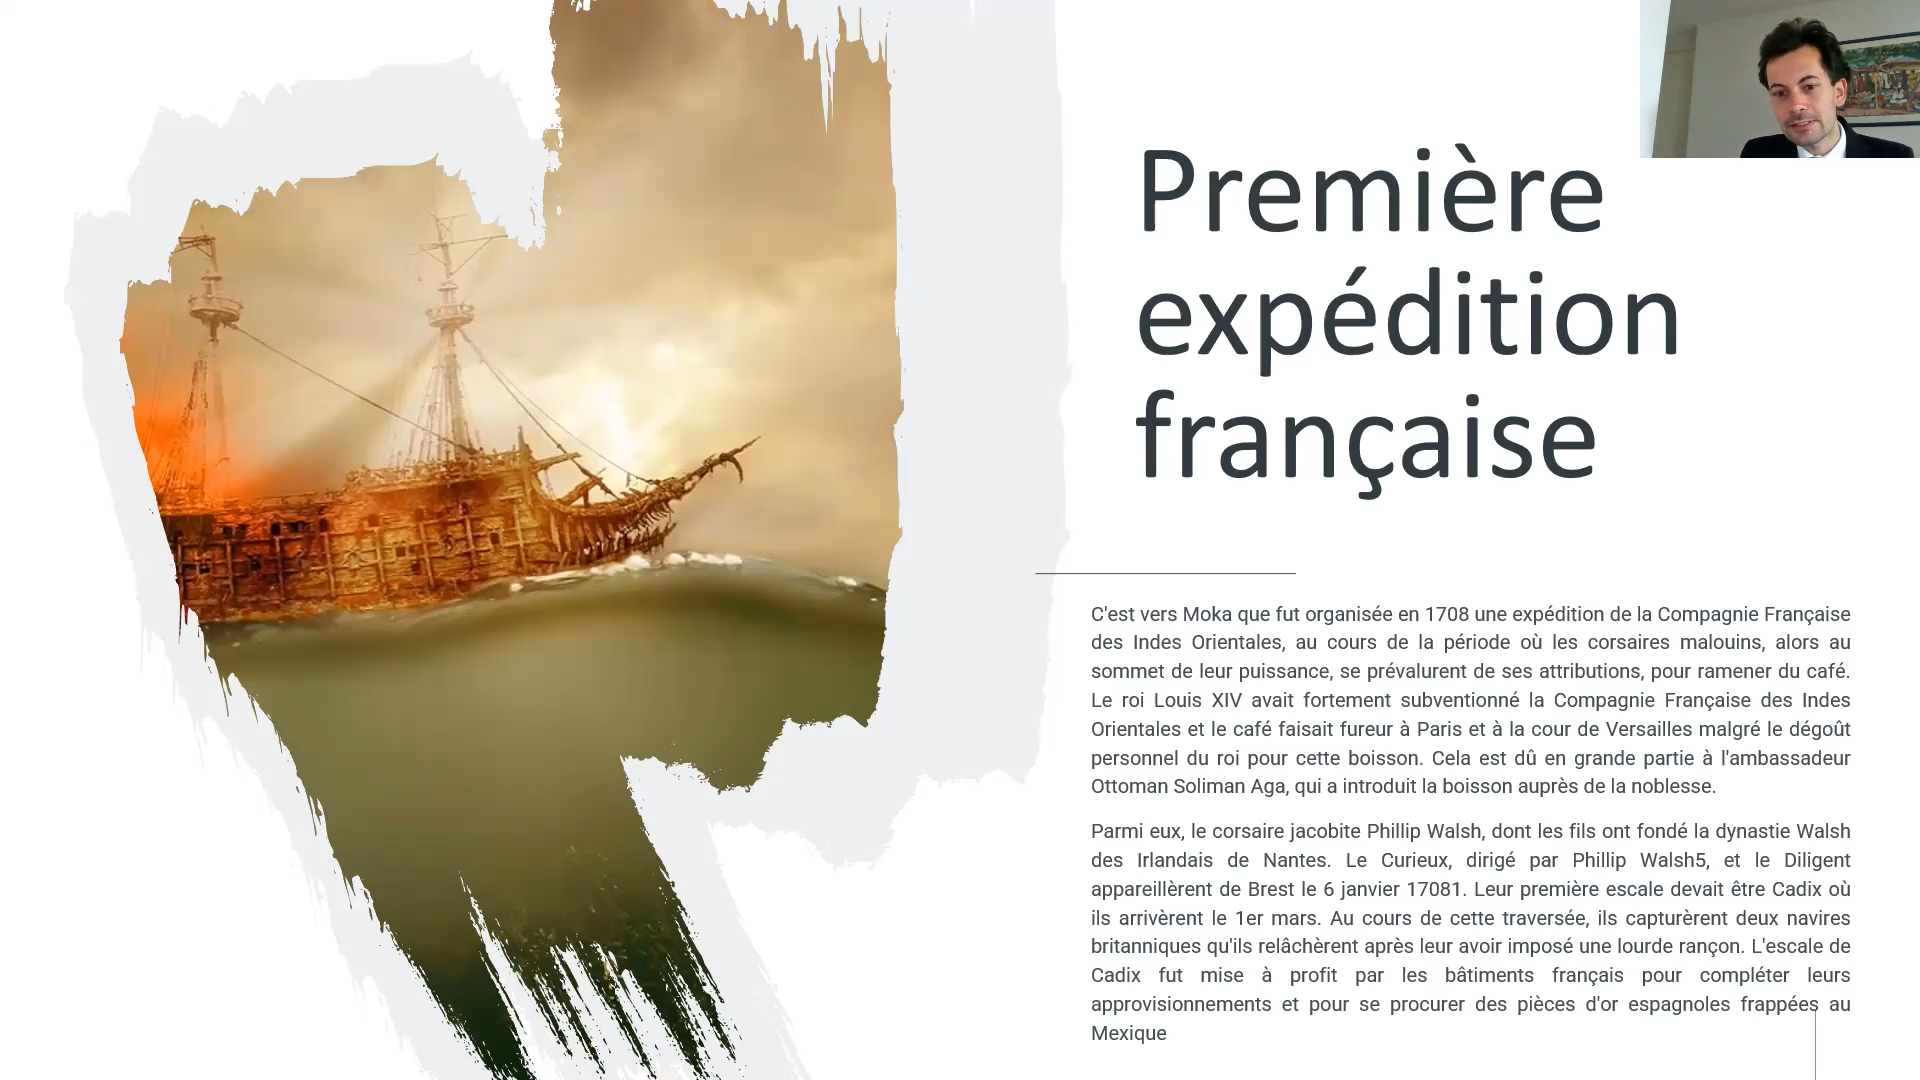 Première
expédition
française
C'est vers Moka que fut organisée en 1708 une expédition de la Compagnie Française
des Indes Orientales, au cours de la période où les corsaires malouins, alors au
sommet de leur puissance, se prévalurent de ses attributions, pour ramener du café.
Le roi Louis XIV avait fortement subventionné la Compagnie Française des Indes
Orientales et le café faisait fureur à Paris et à la cour de Versailles malgré le dégoût
personnel du roi pour cette boisson. Cela est dû en grande partie à l'ambassadeur
Ottoman Soliman Aga, qui a introduit la boisson auprès de la noblesse.
Parmi eux, le corsaire jacobite Phillip Walsh, dont les fils ont fondé la dynastie Walsh
des Irlandais de Nantes. Le Curieux, dirigé par Phillip Walsh5, et le Diligent
appareillèrent de Brest le 6 janvier 17081. Leur première escale devait être Cadix où
ils arrivèrent le 1er mars. Au cours de cette traversée, ils capturèrent deux navires
britanniques qu'ils relâchèrent après leur avoir imposé une lourde rançon. L'escale de
Cadix fut mise à profit par les bâtiments français pour compléter leurs
approvisionnements et pour se procurer des pièces d'or espagnoles frappées au
Mexique